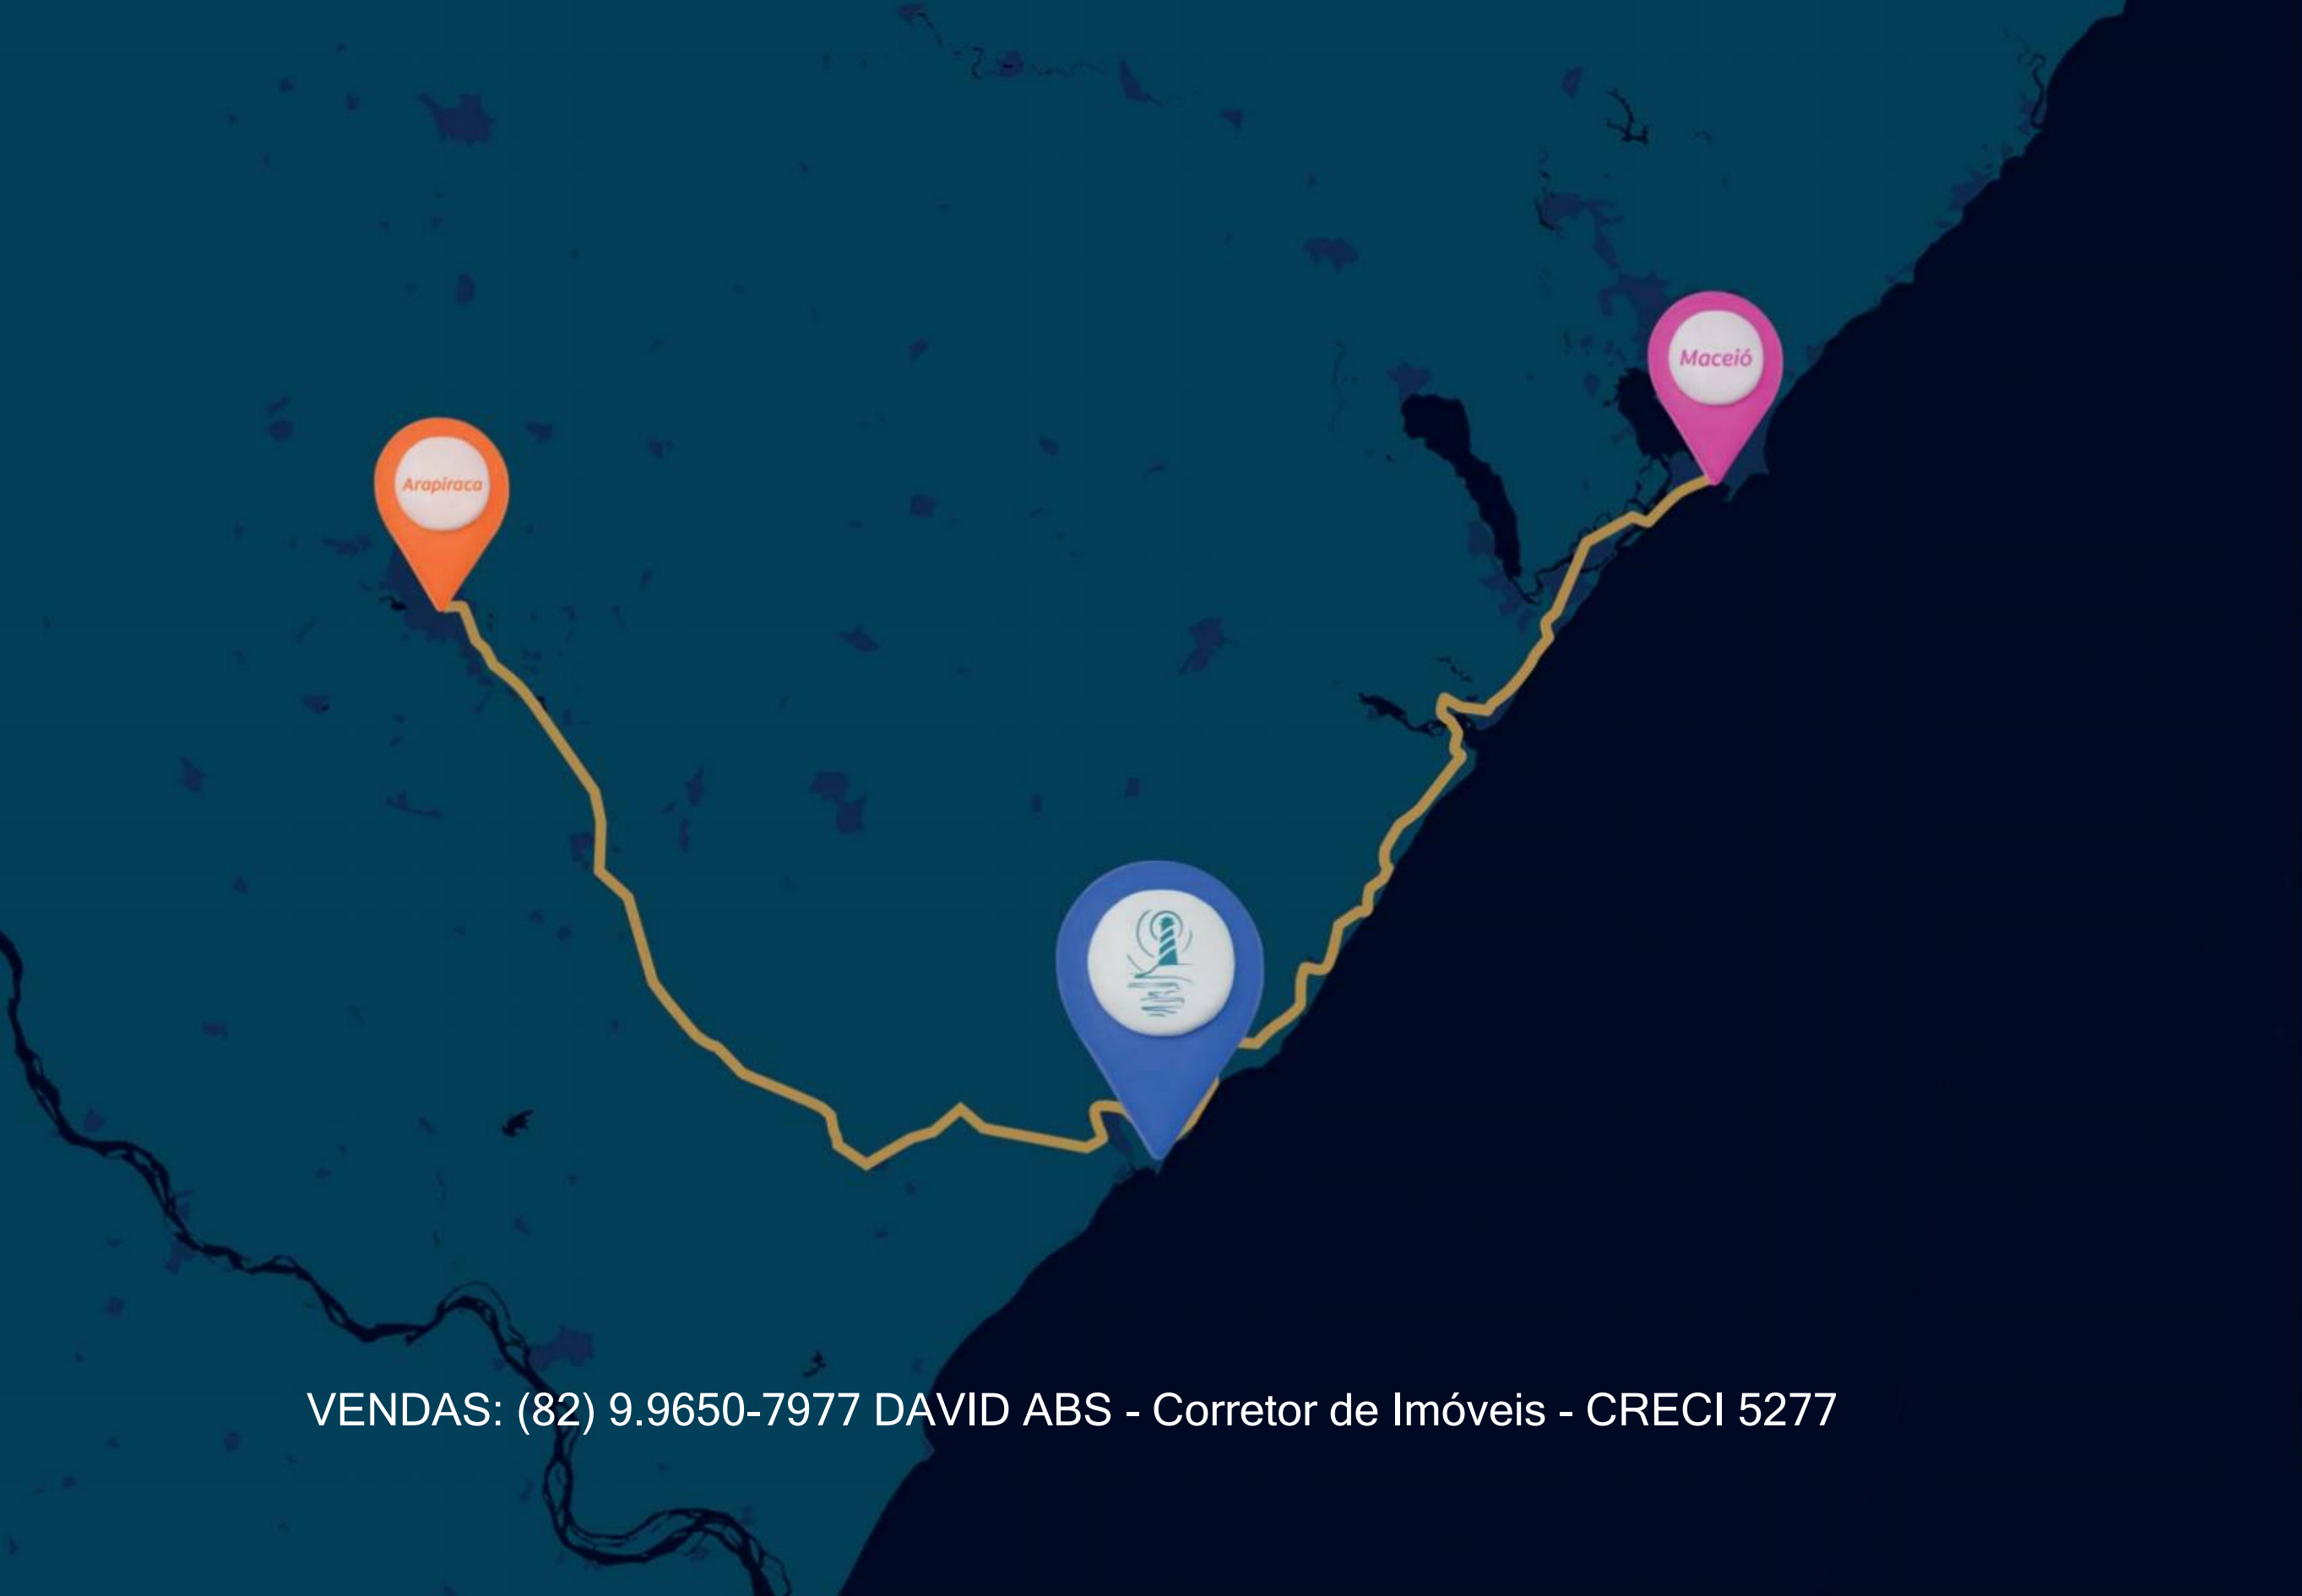 Maceió
Arapiraca
VENDAS: (82) 9.9650-7977 DAVID ABS - Corretor de Imóveis - CRECI 5277